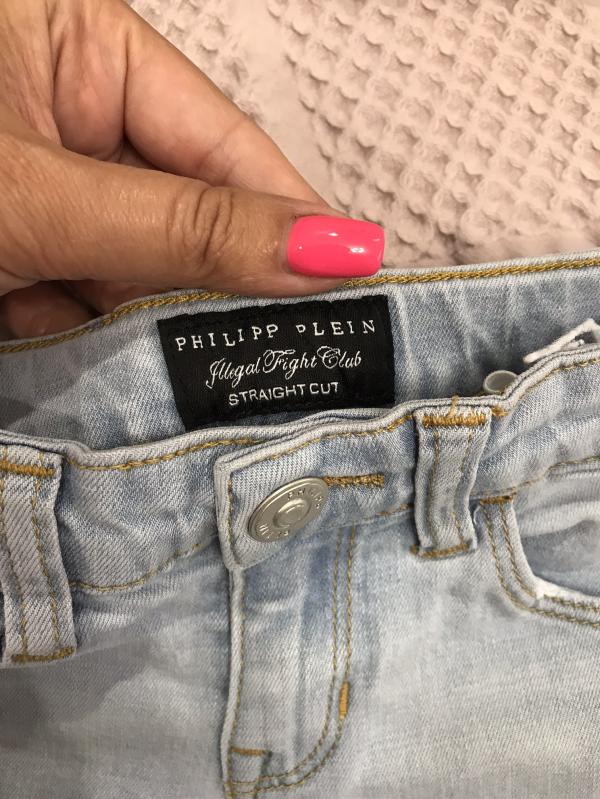 PHILIPP PLEIN
Illegal Fight Club
STRAIGHT CUT